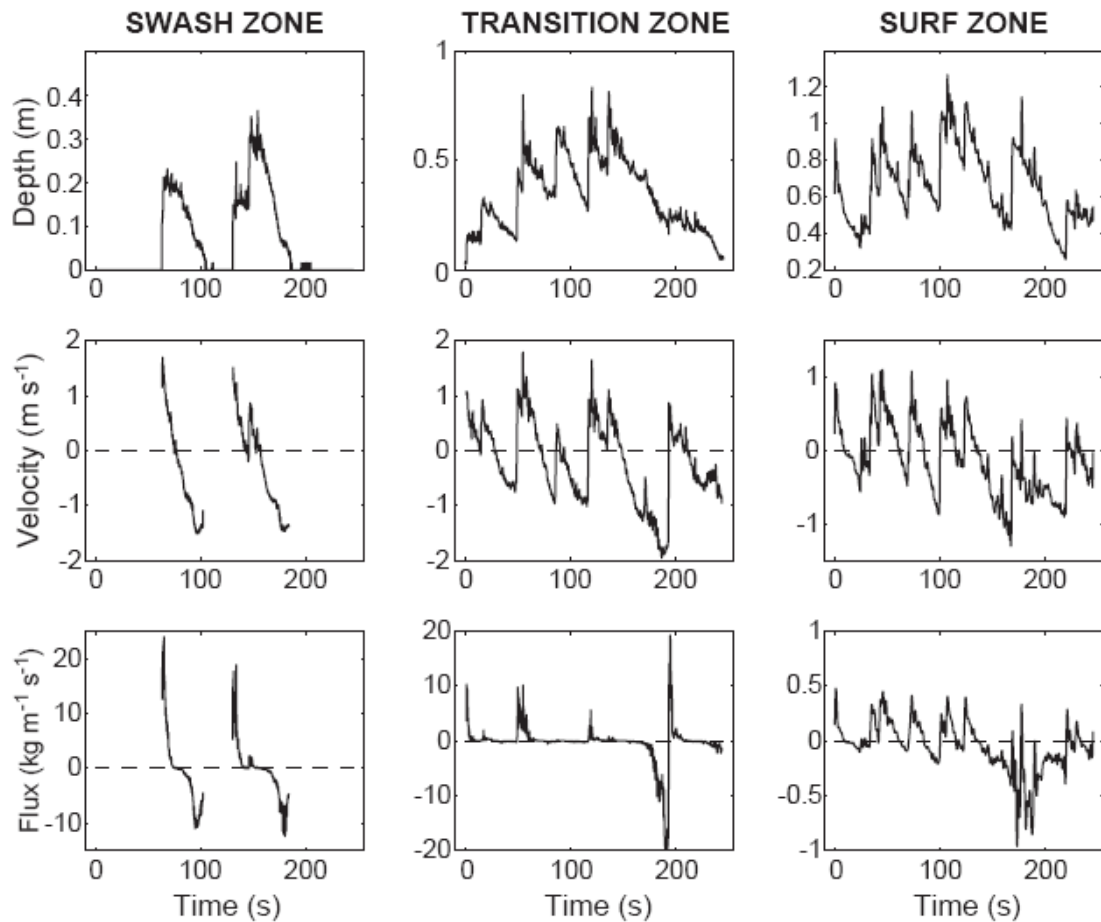 SWASH ZONE TRANSITION ZONE SURF ZONE
Depth (m)
0.4
0.3
0.2
0.1
0
0 100 200
1
0.5
0
0 100 200
1.2
1
0.8
0.6
0.4
0.2
0 100 200
Velocity (m s⁻¹)
2
1
0
-1
-2
0 100 200
2
1
0
-1
-2
0 100 200
1
0
-1
0 100 200
Flux (kg m⁻¹ s⁻¹)
20
10
0
-10
0 100 200
Time (s)
20
10
0
-10
-20
0 100 200
Time (s)
1
0.5
0
-0.5
-1
0 100 200
Time (s)